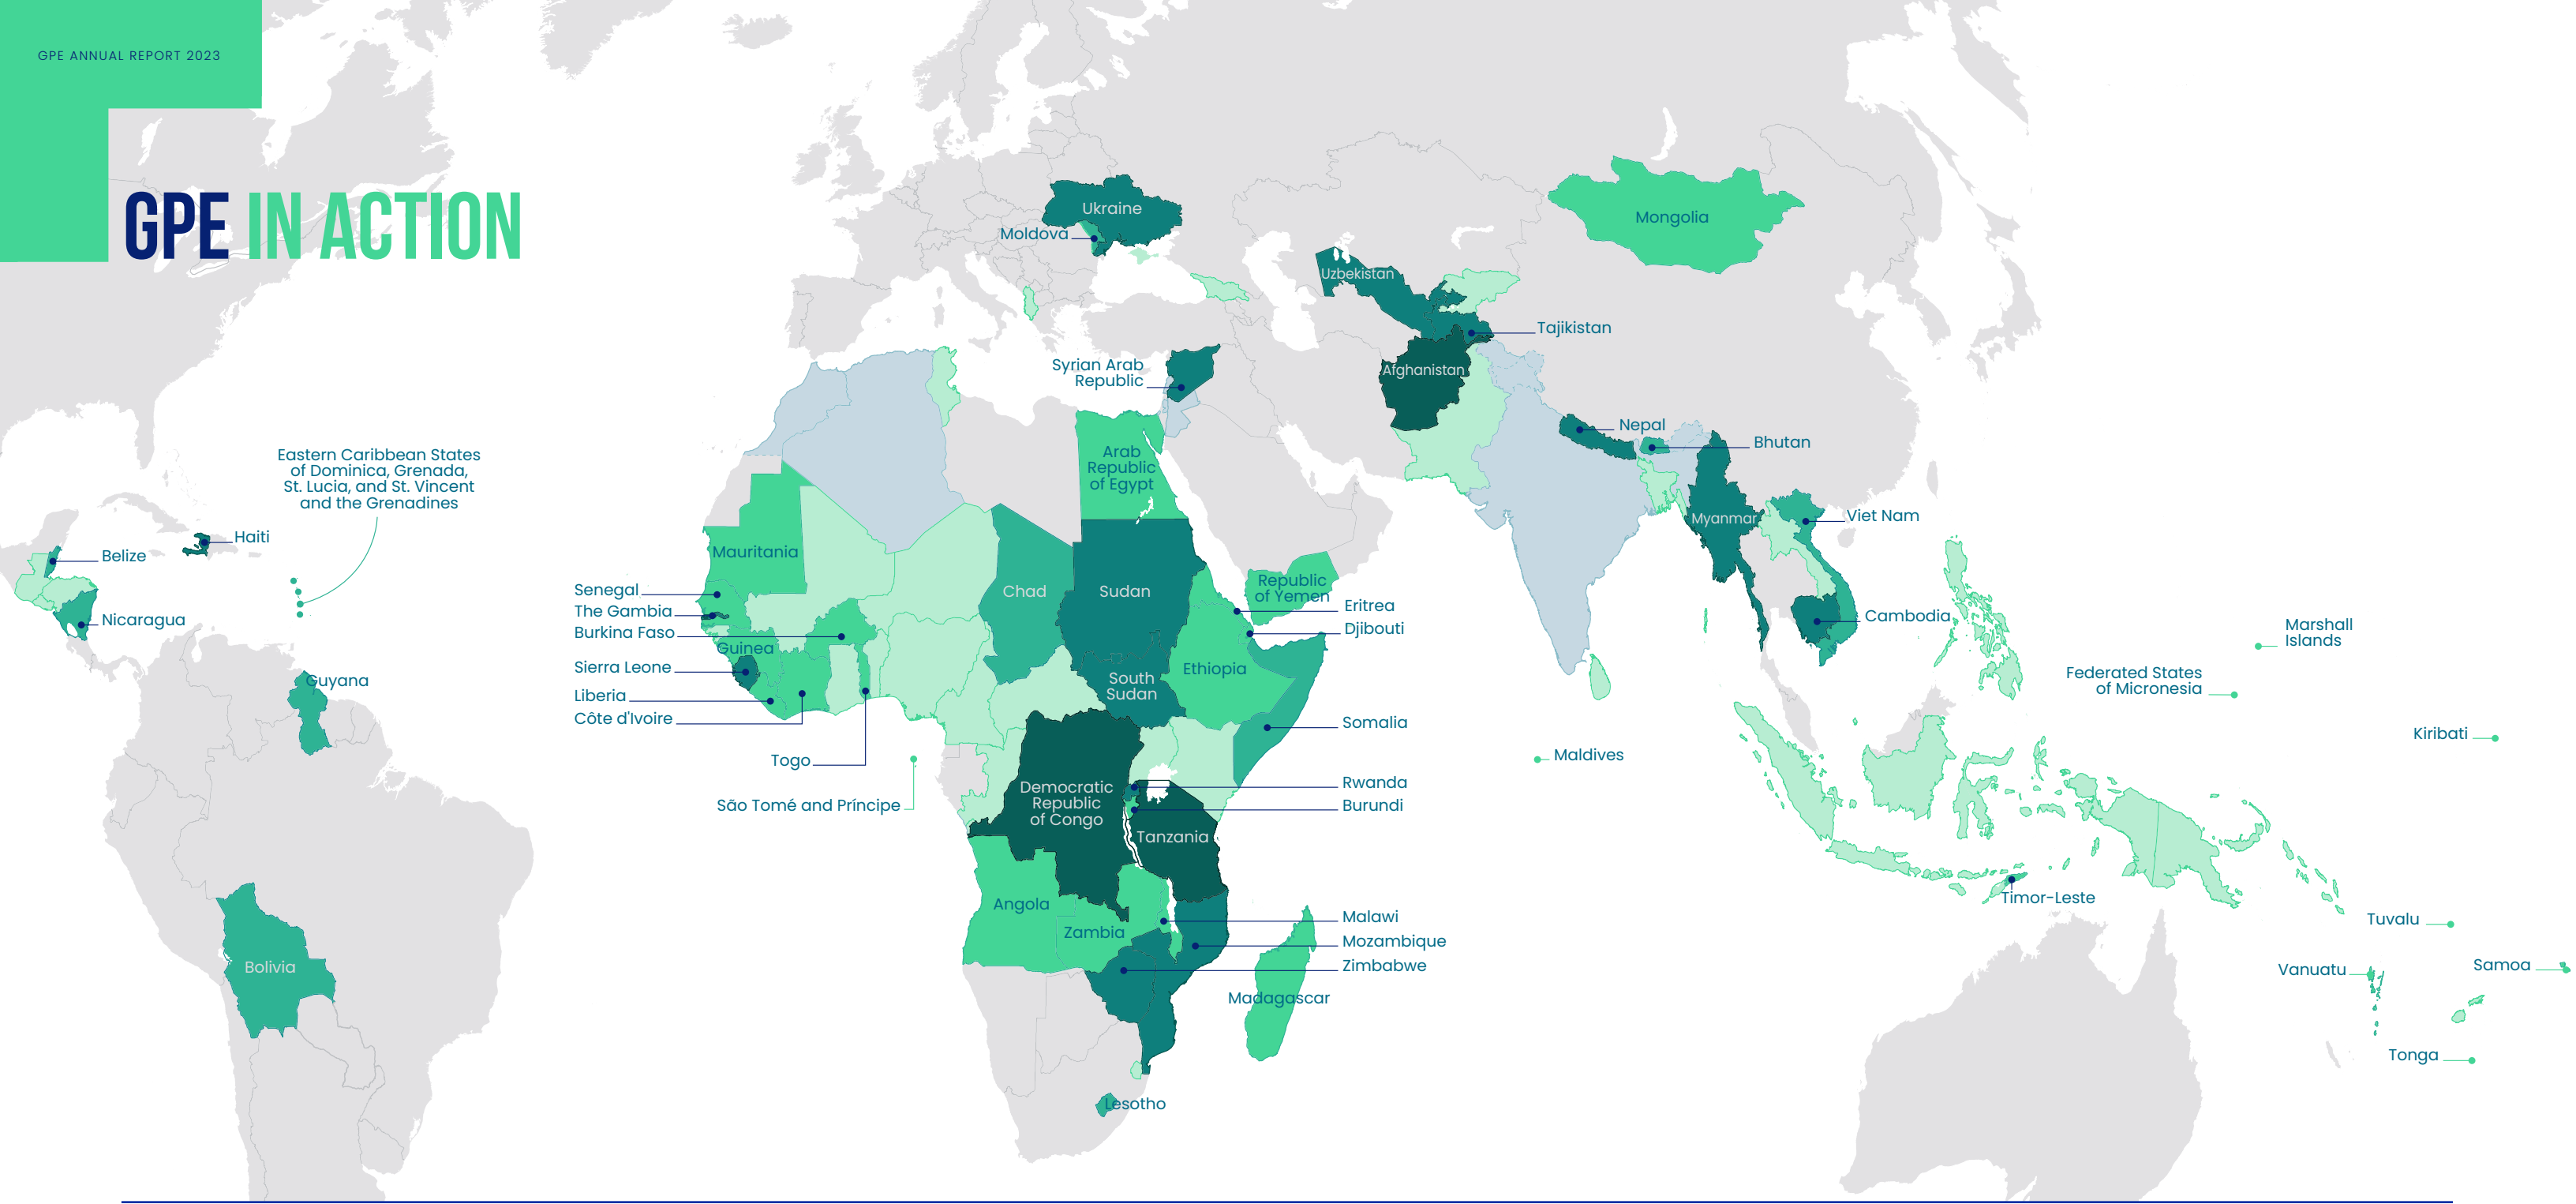 GPE ANNUAL REPORT 2023
GPE IN ACTION
Ukraine
Moldova
Mongolia
Uzbekistan
Tajikistan
Syrian Arab
Republic
Afghanistan
Nepal
Bhutan
Eastern Caribbean States
of Dominica, Grenada,
St. Lucia, and St. Vincent
and the Grenadines
Arab
Republic
of Egypt
Haiti
Belize
Nicaragua
Guyana
Bolivia
Mauritania
Senegal
The Gambia
Burkina Faso
Guinea
Sierra Leone
Liberia
Côte d'Ivoire
Togo
São Tomé and Príncipe
Chad
Sudan
South
Sudan
Ethiopia
Republic
of Yemen
Eritrea
Djibouti
Somalia
Rwanda
Burundi
Democratic
Republic
of Congo
Tanzania
Angola
Zambia
Malawi
Mozambique
Zimbabwe
Madagascar
Lesotho
Maldives
Myanmar
Viet Nam
Cambodia
Timor-Leste
Marshall
Islands
Federated States
of Micronesia
Kiribati
Tuvalu
Vanuatu
Samoa
Tonga